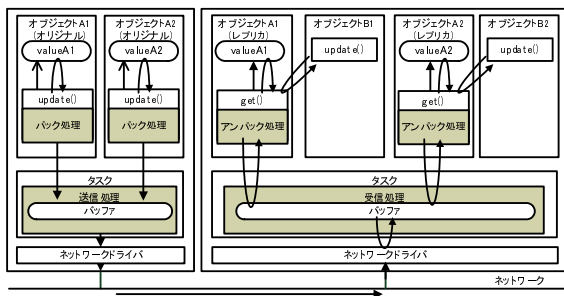 オブジェクトA1
(オリジナル)
valueA1
update()
パック処理
オブジェクトA2
(オリジナル)
valueA2
update()
パック処理
タスク
送信処理
バッファ
ネットワークドライバ
オブジェクトA1
(レプリカ)
valueA1
get()
アンパック処理
オブジェクトB1
update()
オブジェクトA2
(レプリカ)
valueA2
get()
アンパック処理
オブジェクトB2
update()
タスク
受信処理
バッファ
ネットワークドライバ
ネットワーク